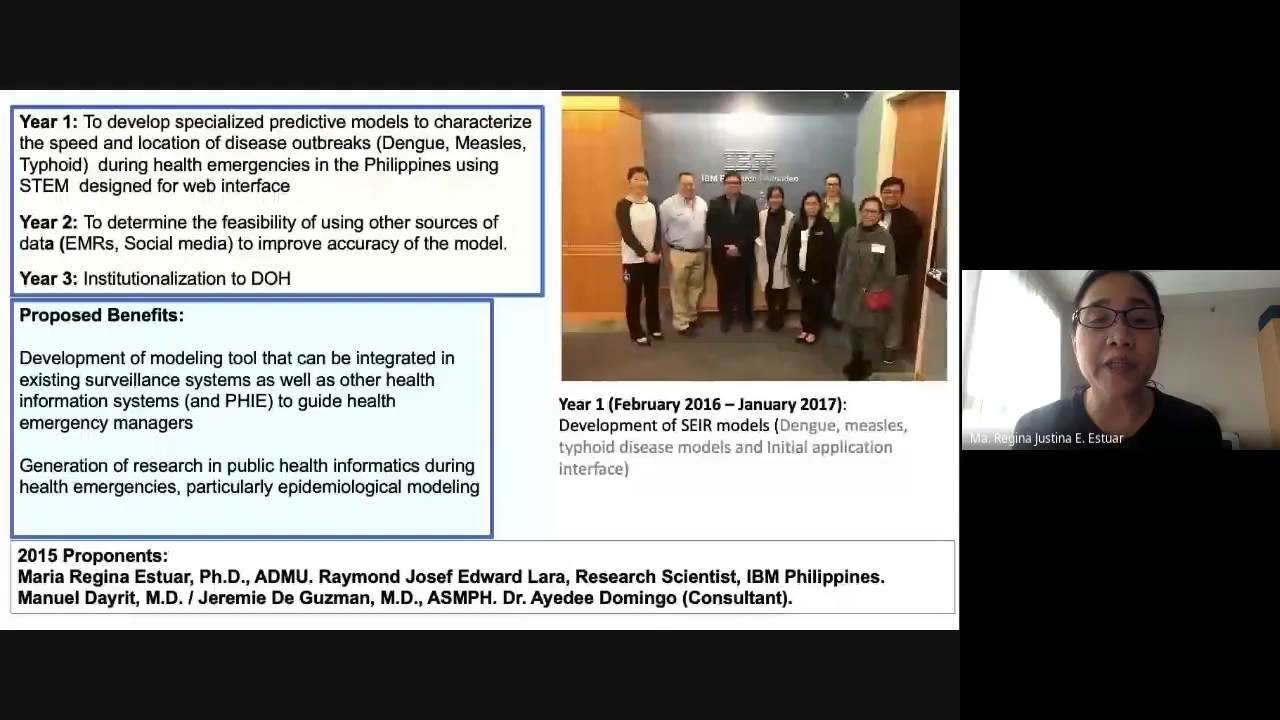 Year 1: To develop specialized predictive models to characterize
the speed and location of disease outbreaks (Dengue, Measles,
Typhoid) during health emergencies in the Philippines using
STEM designed for web interface
Year 2: To determine the feasibility of using other sources of
data (EMRs, Social media) to improve accuracy of the model.
Year 3: Institutionalization to DOH
Proposed Benefits:
Development of modeling tool that can be integrated in
existing surveillance systems as well as other health
information systems (and PHIE) to guide health
emergency managers
Generation of research in public health informatics during
health emergencies, particularly epidemiological modeling
IBM
IBM Research | Almaden
Year 1 (February 2016 – January 2017):
Development of SEIR models (Dengue, measles,
typhoid disease models and Initial application
interface)
2015 Proponents:
Maria Regina Estuar, Ph.D., ADMU. Raymond Josef Edward Lara, Research Scientist, IBM Philippines.
Manuel Dayrit, M.D. / Jeremie De Guzman, M.D., ASMPH. Dr. Ayedee Domingo (Consultant).
Ma. Regina Justina E. Estuar